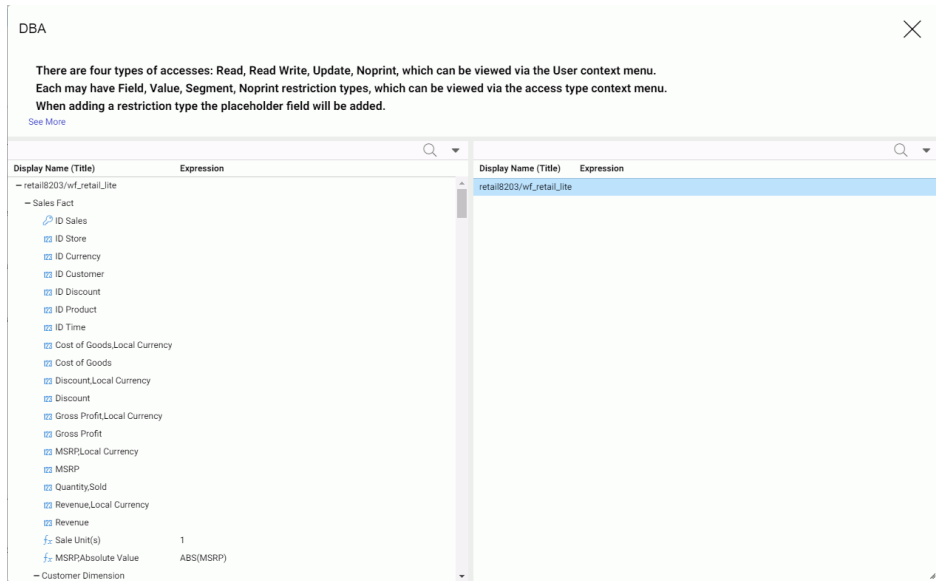 DBA
There are four types of accesses: Read, Read Write, Update, Noprint, which can be viewed via the User context menu.
Each may have Field, Value, Segment, Noprint restriction types, which can be viewed via the access type context menu.
When adding a restriction type the placeholder field will be added.
See More
Display Name (Title) Expression
retail8203/wf_retail_lite
Sales Fact
ID Sales
ID Store
ID Currency
ID Customer
ID Discount
ID Product
ID Time
Cost of Goods,Local Currency
Cost of Goods
Discount,Local Currency
Discount
Gross Profit,Local Currency
Gross Profit
MSRP,Local Currency
MSRP
Quantity,Sold
Revenue,Local Currency
Revenue
Sale Unit(s) 1
MSRP,Absolute Value ABS(MSRP)
Customer Dimension
Display Name (Title) Expression
retail8203/wf_retail_lite